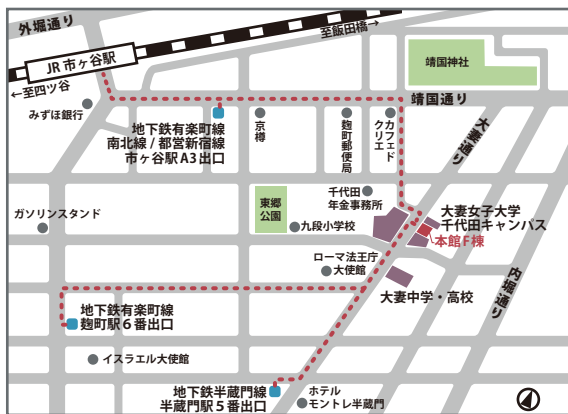 外堀通り
至飯田橋→
JR 市ヶ谷駅
←至四ツ谷
みずほ銀行
靖国神社
靖国通り
地下鉄有楽町線
南北線/都営新宿線
市ヶ谷駅A3出口
京樽
麹町郵便局
カフェド
クリエ
大妻通り
ガソリンスタンド
東郷
公園
千代田
年金事務所
九段小学校
大妻女子大学
千代田キャンパス
本館F棟
ローマ法王庁
大使館
大妻中学・高校
内堀通り
地下鉄有楽町線
麹町駅6番出口
イスラエル大使館
地下鉄半蔵門線
半蔵門駅5番出口
ホテル
モントレ半蔵門